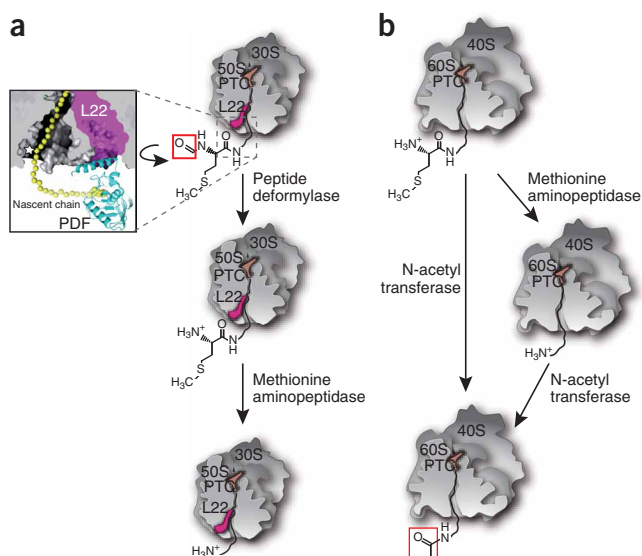 a
30S
50S
PTC
L22
L22
Nascent chain
PDF
O
H
N
O
N
H
S
H₃C
Peptide
deformylase
30S
50S
PTC
L22
H₃N⁺
O
N
H
S
H₃C
Methionine
aminopeptidase
30S
50S
PTC
L22
H₃N⁺
b
40S
60S
PTC
H₃N⁺
O
N
H
S
H₃C
Methionine
aminopeptidase
N-acetyl
transferase
40S
60S
PTC
H₃N⁺
N-acetyl
transferase
40S
60S
PTC
O
H
N